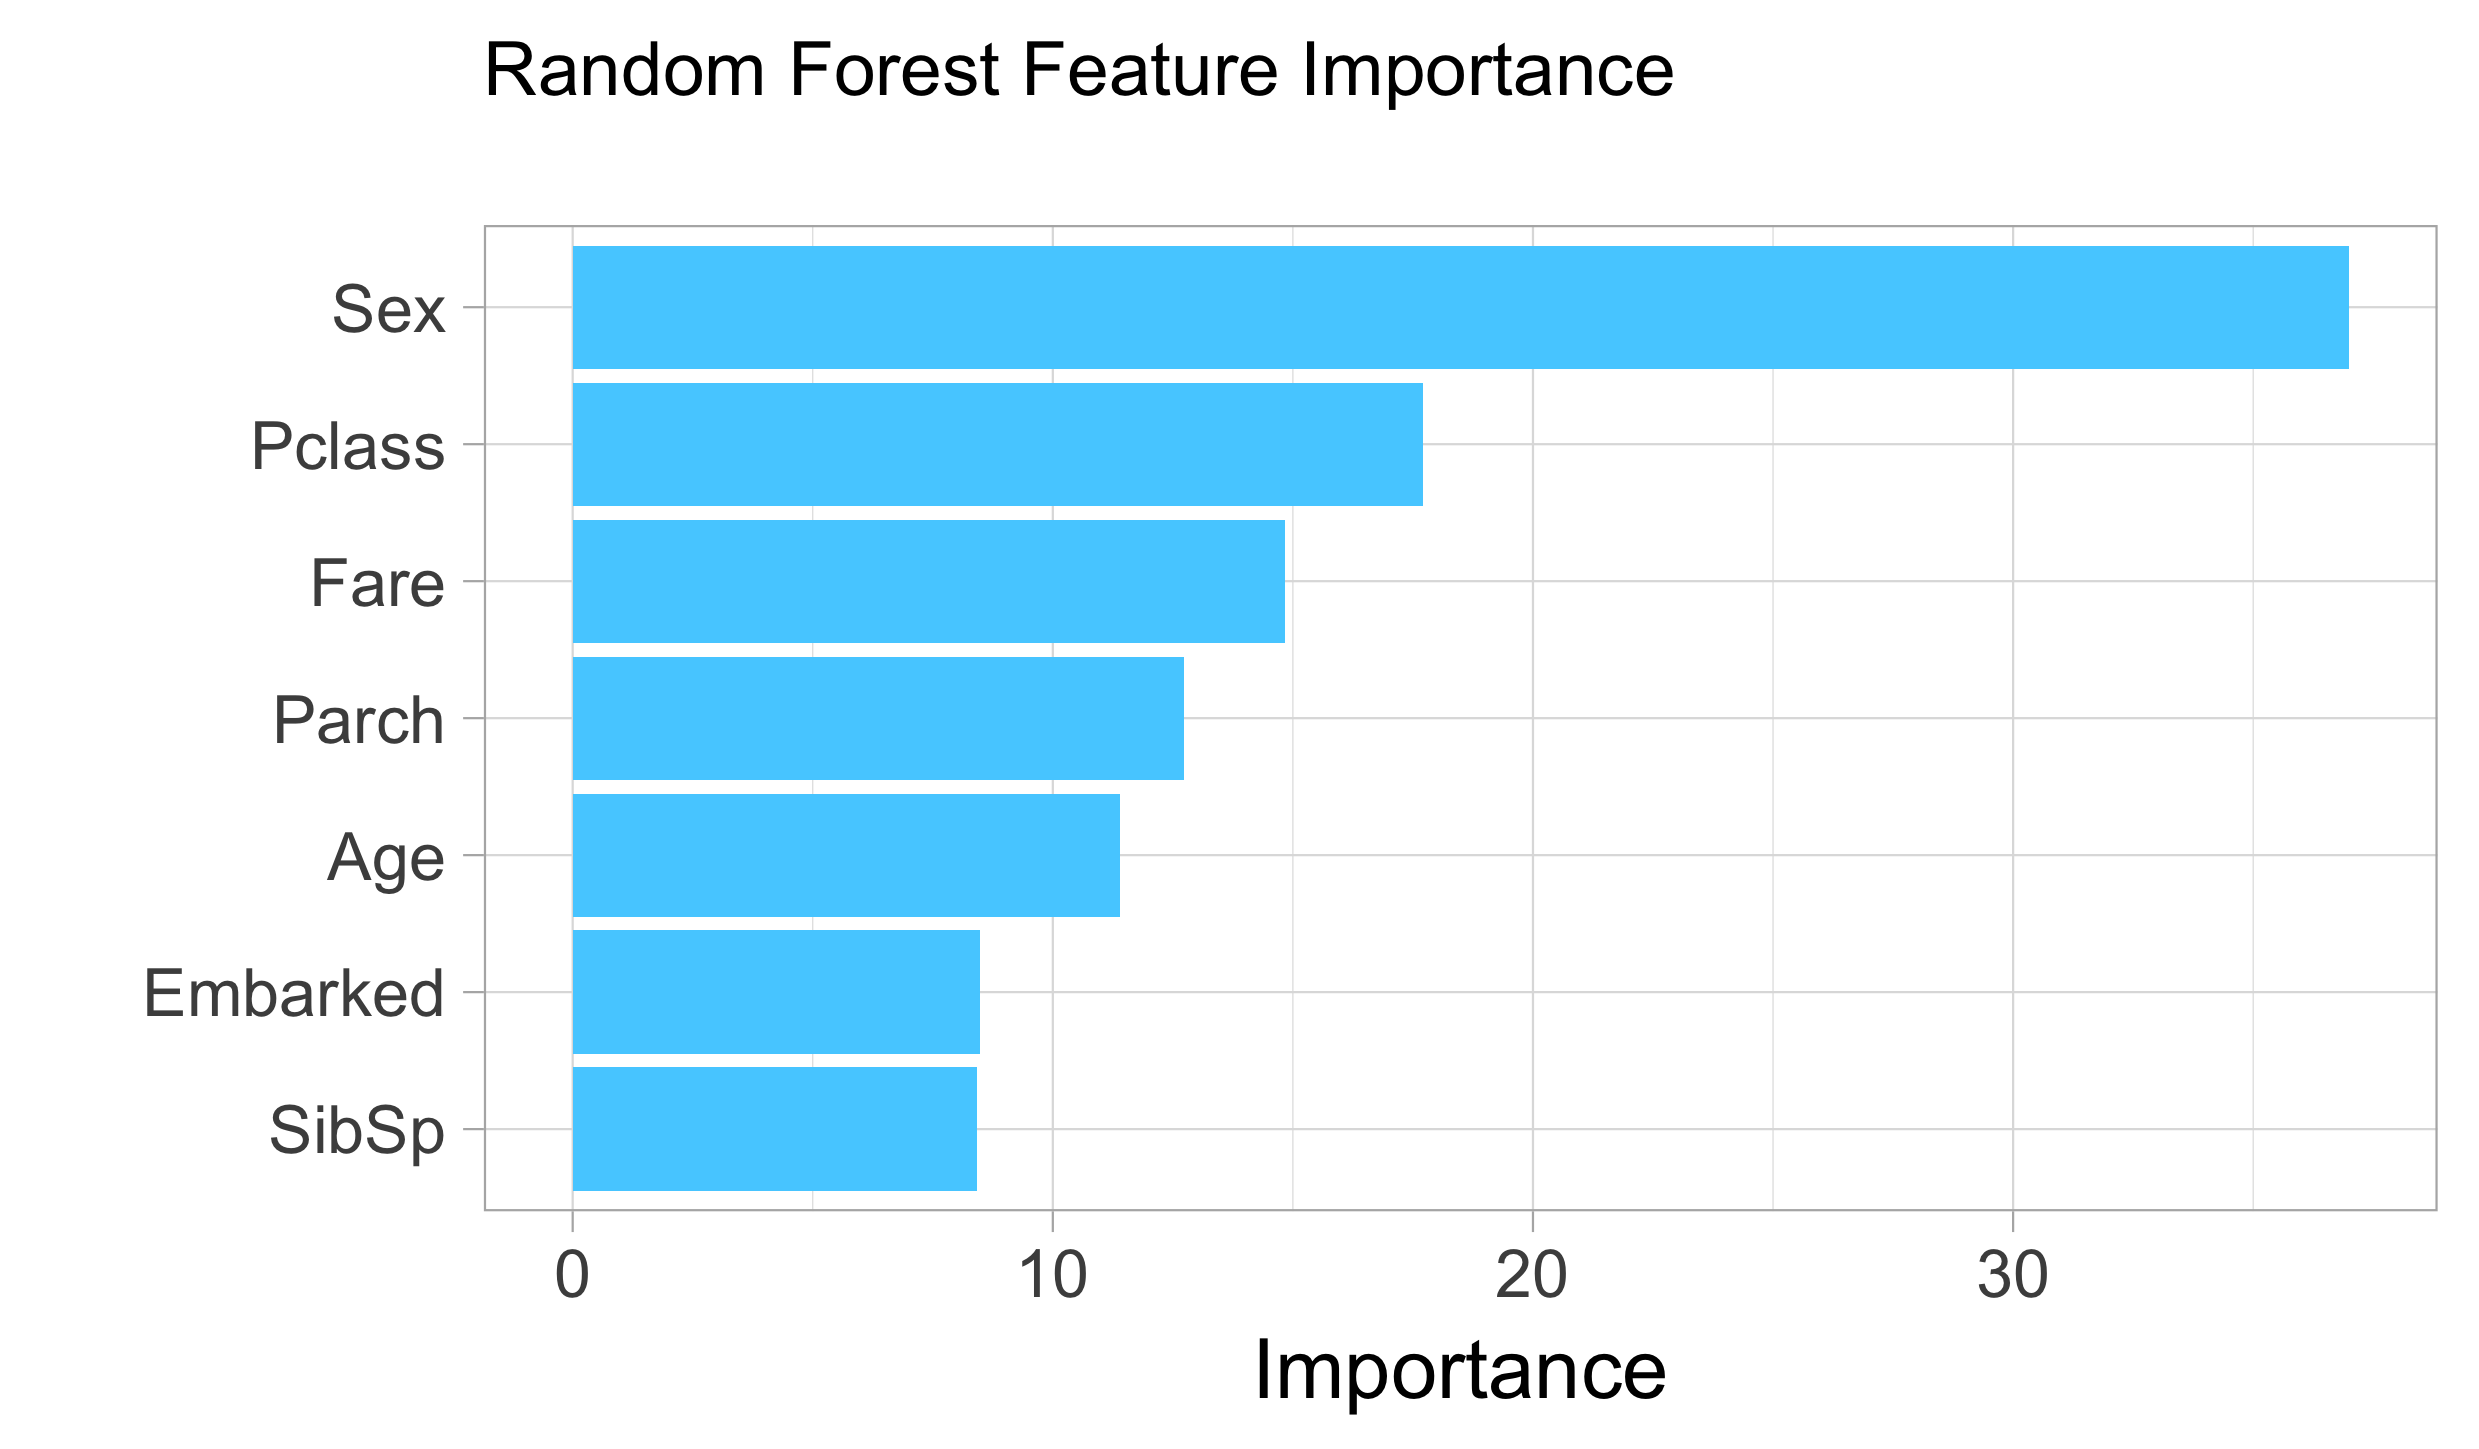 Random Forest Feature Importance
Sex
Pclass
Fare
Parch
Age
Embarked
SibSp
0 10 20 30
Importance